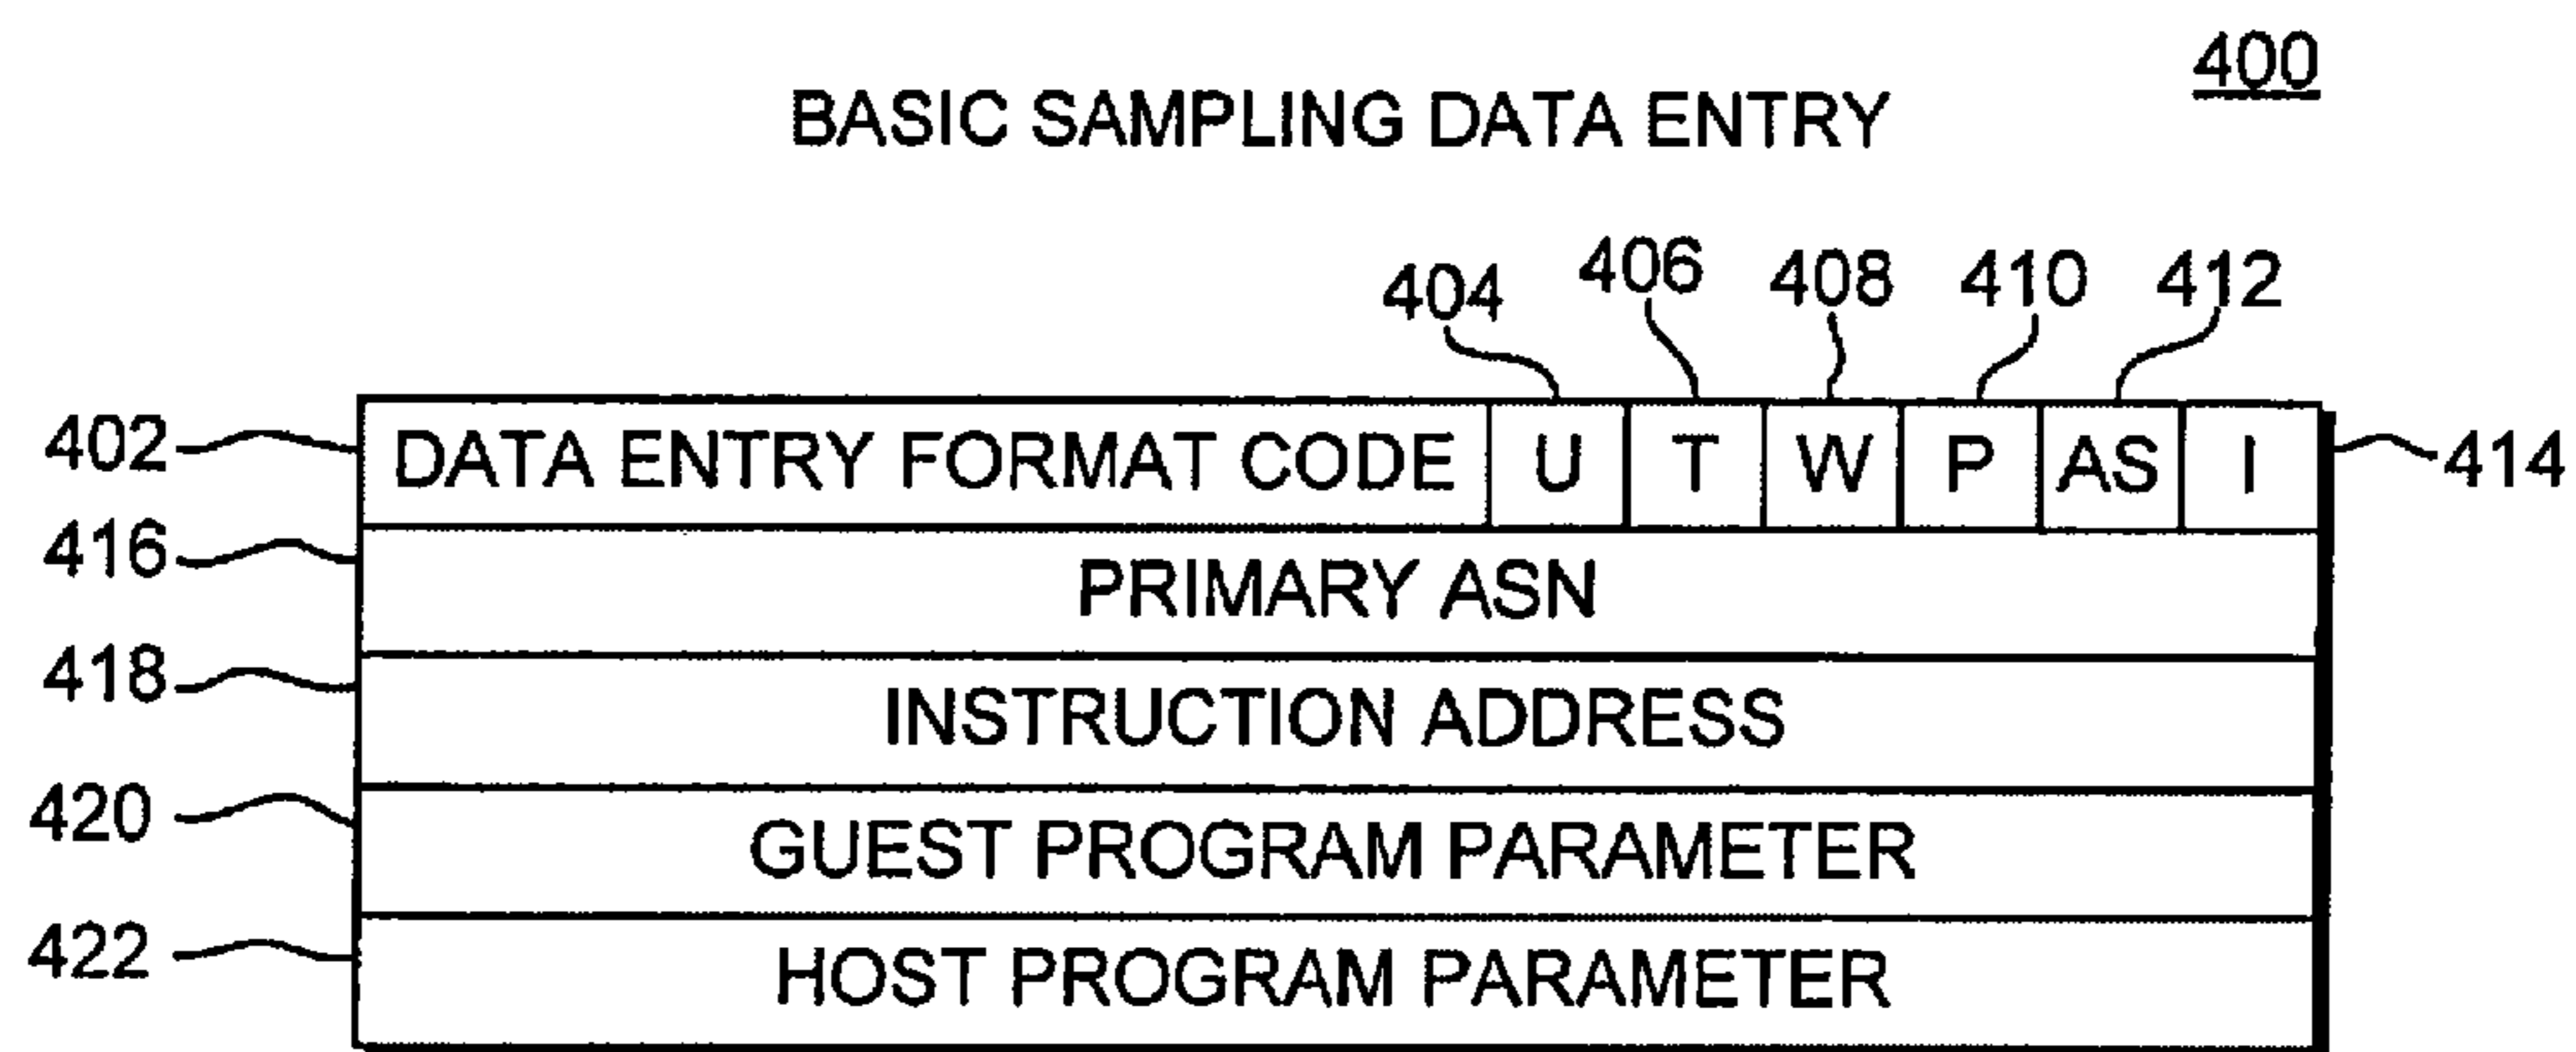 400
BASIC SAMPLING DATA ENTRY
404 406 408 410 412
402 DATA ENTRY FORMAT CODE U T W P AS I 414
416 PRIMARY ASN
418 INSTRUCTION ADDRESS
420 GUEST PROGRAM PARAMETER
422 HOST PROGRAM PARAMETER